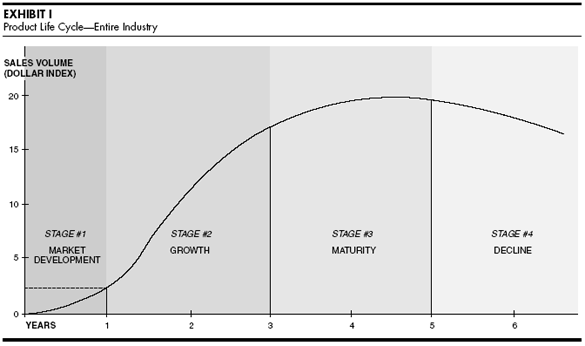 EXHIBIT I
Product Life Cycle—Entire Industry
SALES VOLUME
(DOLLAR INDEX)
20
15
10
5
0
STAGE #1
MARKET
DEVELOPMENT
STAGE #2
GROWTH
STAGE #3
MATURITY
STAGE #4
DECLINE
YEARS
1
2
3
4
5
6